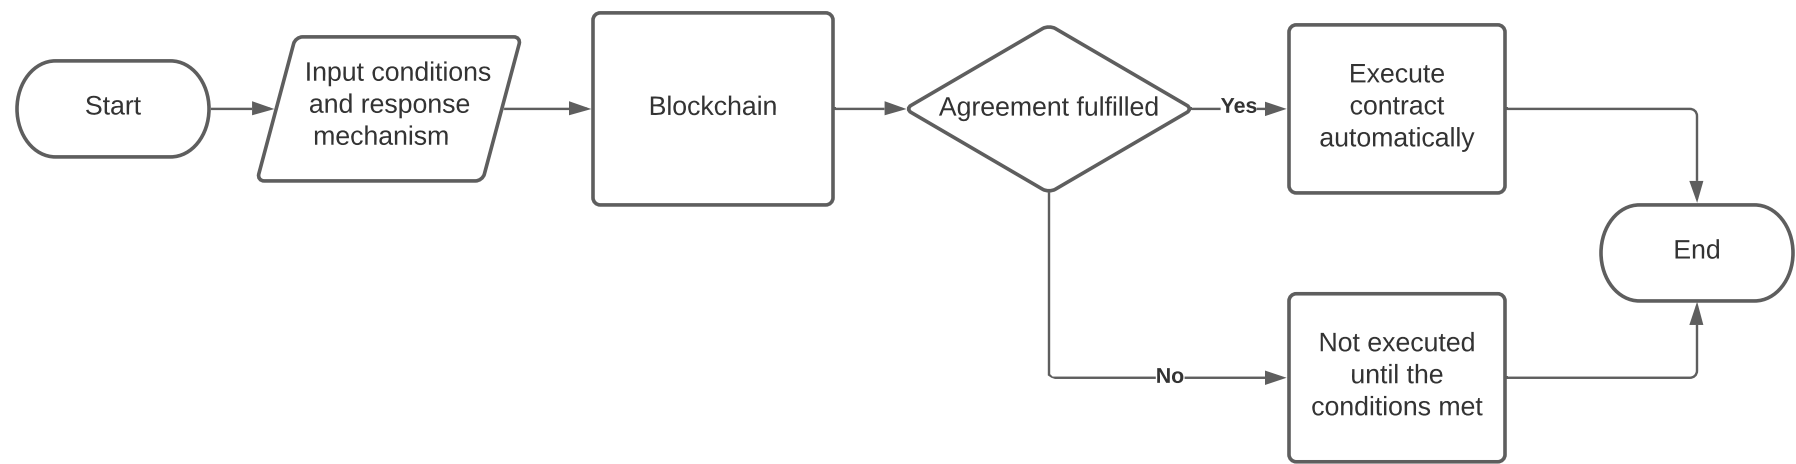 Start
Input conditions
and response
mechanism
Blockchain
Agreement fulfilled
Yes
Execute
contract
automatically
End
No
Not executed
until the
conditions met